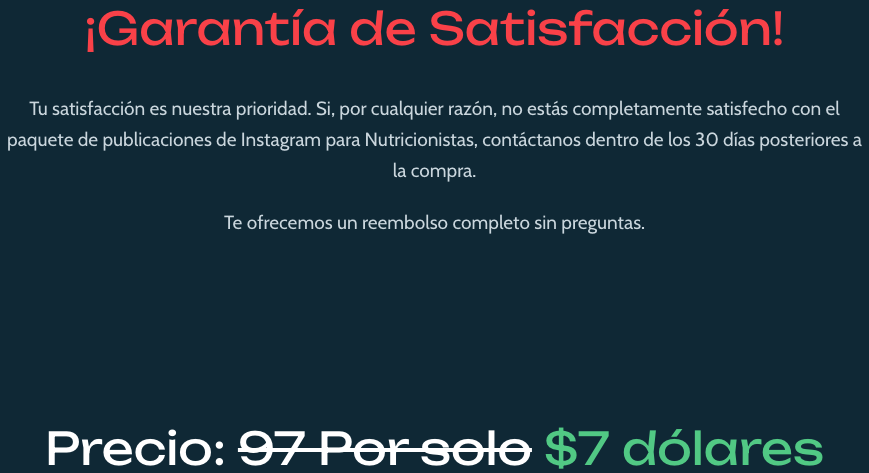 ¡Garantía de Satisfacción!
Tu satisfacción es nuestra prioridad. Si, por cualquier razón, no estás completamente satisfecho con el
paquete de publicaciones de Instagram para Nutricionistas, contáctanos dentro de los 30 días posteriores a
la compra.
Te ofrecemos un reembolso completo sin preguntas.
Precio: 97 Por solo $7 dólares